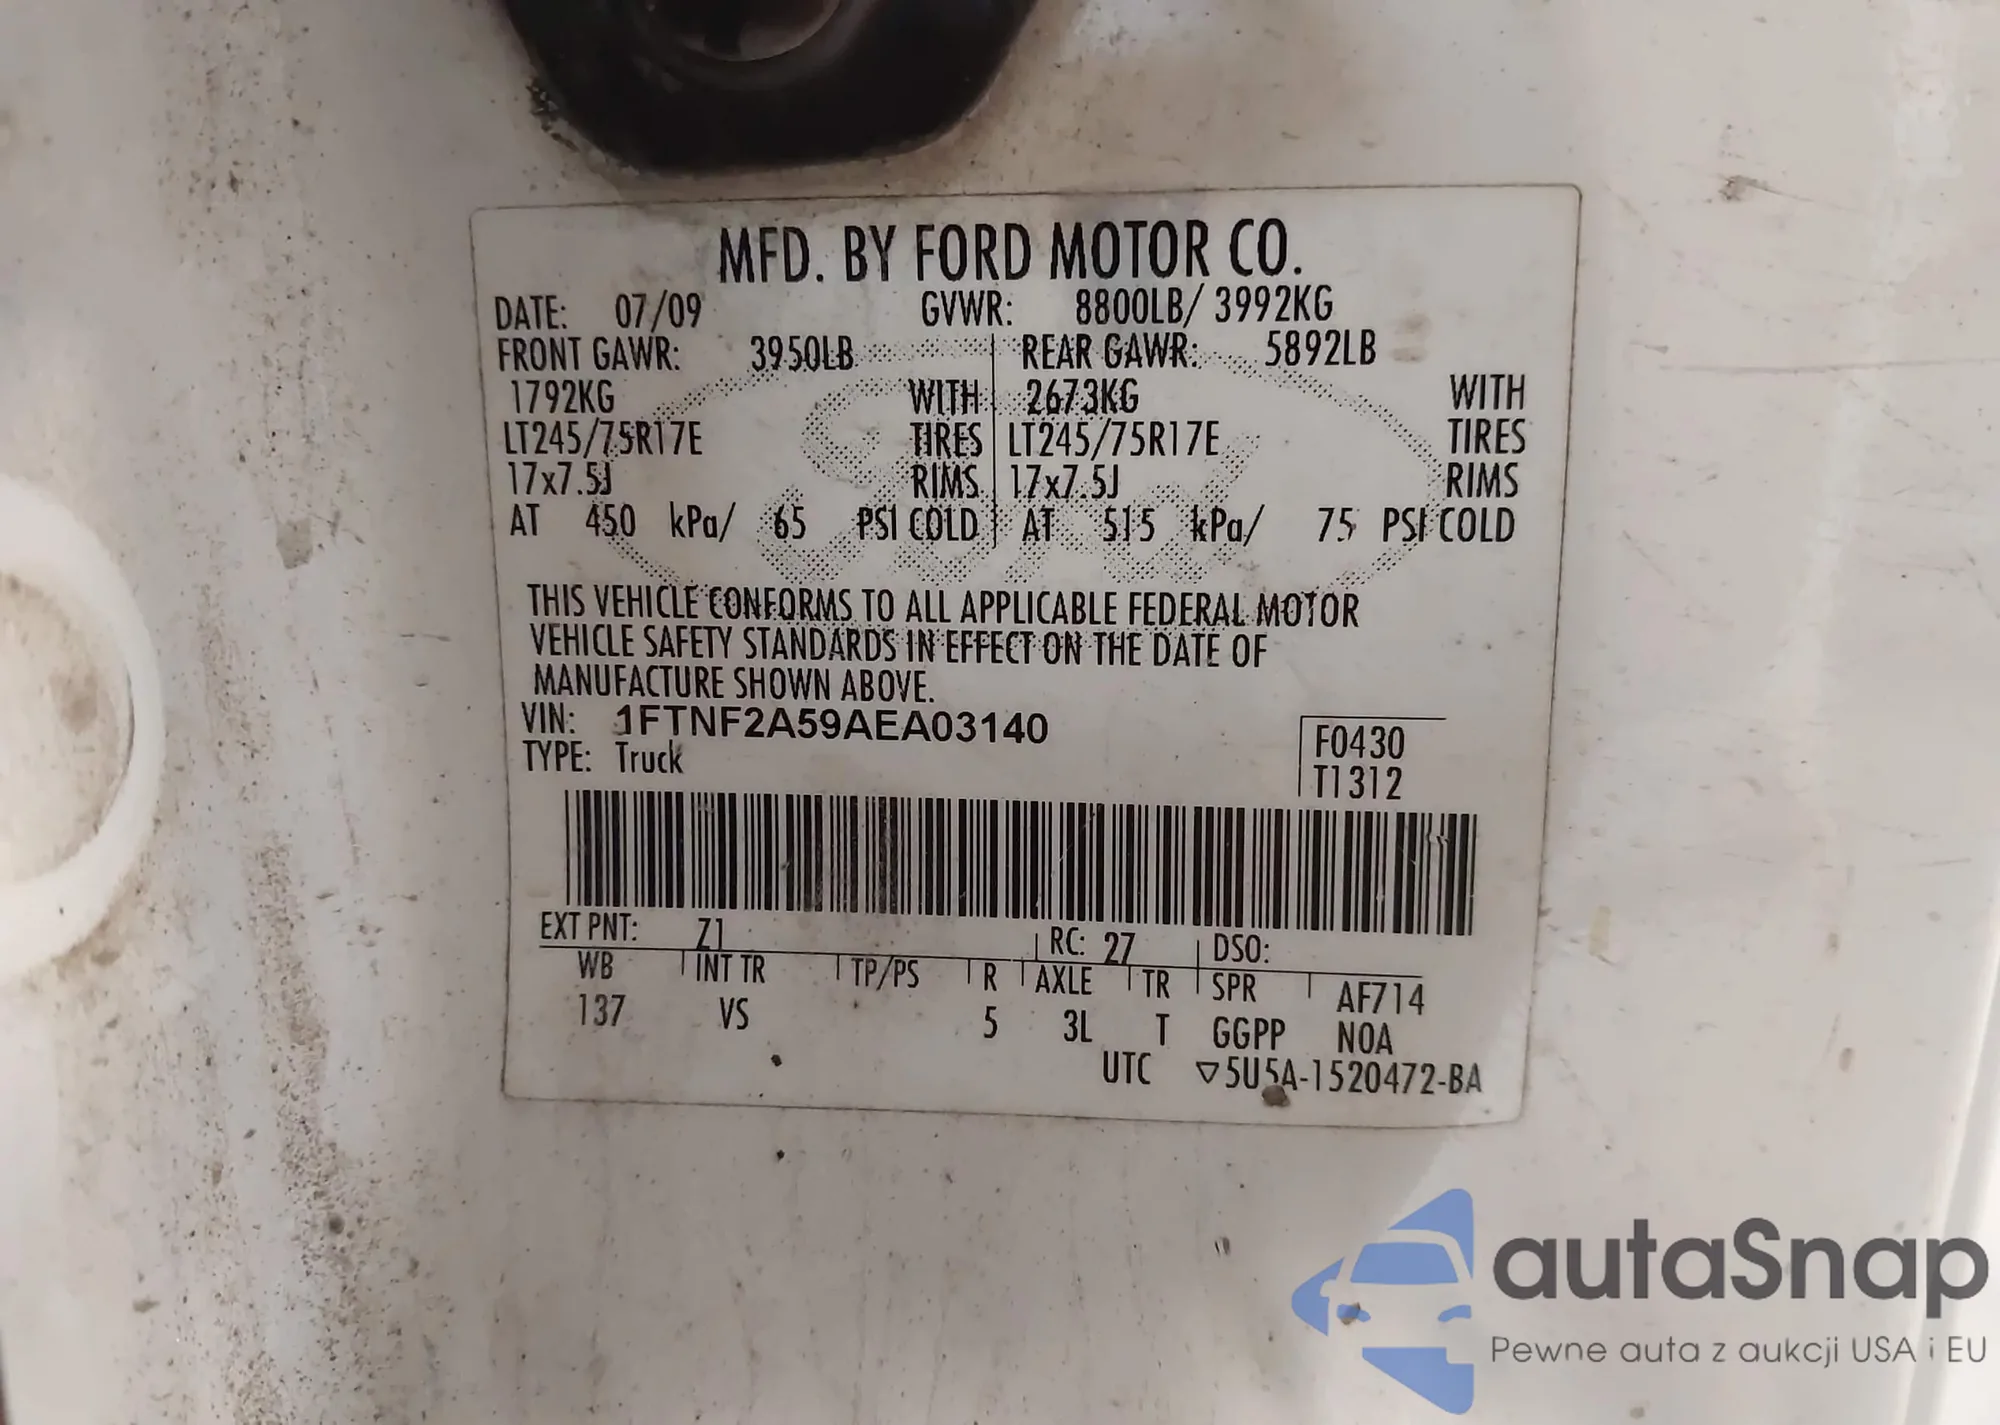 MFD. BY FORD MOTOR CO.
DATE: 07/09 GVWR: 8800LB/ 3992KG
FRONT GAWR: 3950LB REAR GAWR: 5892LB
1792KG WITH 2673KG WITH
LT245/75R17E TIRES LT245/75R17E TIRES
17x7.5J RIMS 17x7.5J RIMS
AT 450 kPa/ 65 PSI COLD AT 515 kPa/ 75 PSI COLD
THIS VEHICLE CONFORMS TO ALL APPLICABLE FEDERAL MOTOR
VEHICLE SAFETY STANDARDS IN EFFECT ON THE DATE OF
MANUFACTURE SHOWN ABOVE.
VIN: 1FTNF2A59AEA03140 F0430
TYPE: Truck T1312
EXT PNT: Z1 RC: 27 DSO:
WB INT TR TP/PS R AXLE TR SPR AF714
137 VS 5 3L T GGPP NOA
UTC ▽5U5A-1520472-BA
autaSnap
Pewne auta z aukcji USA i EU